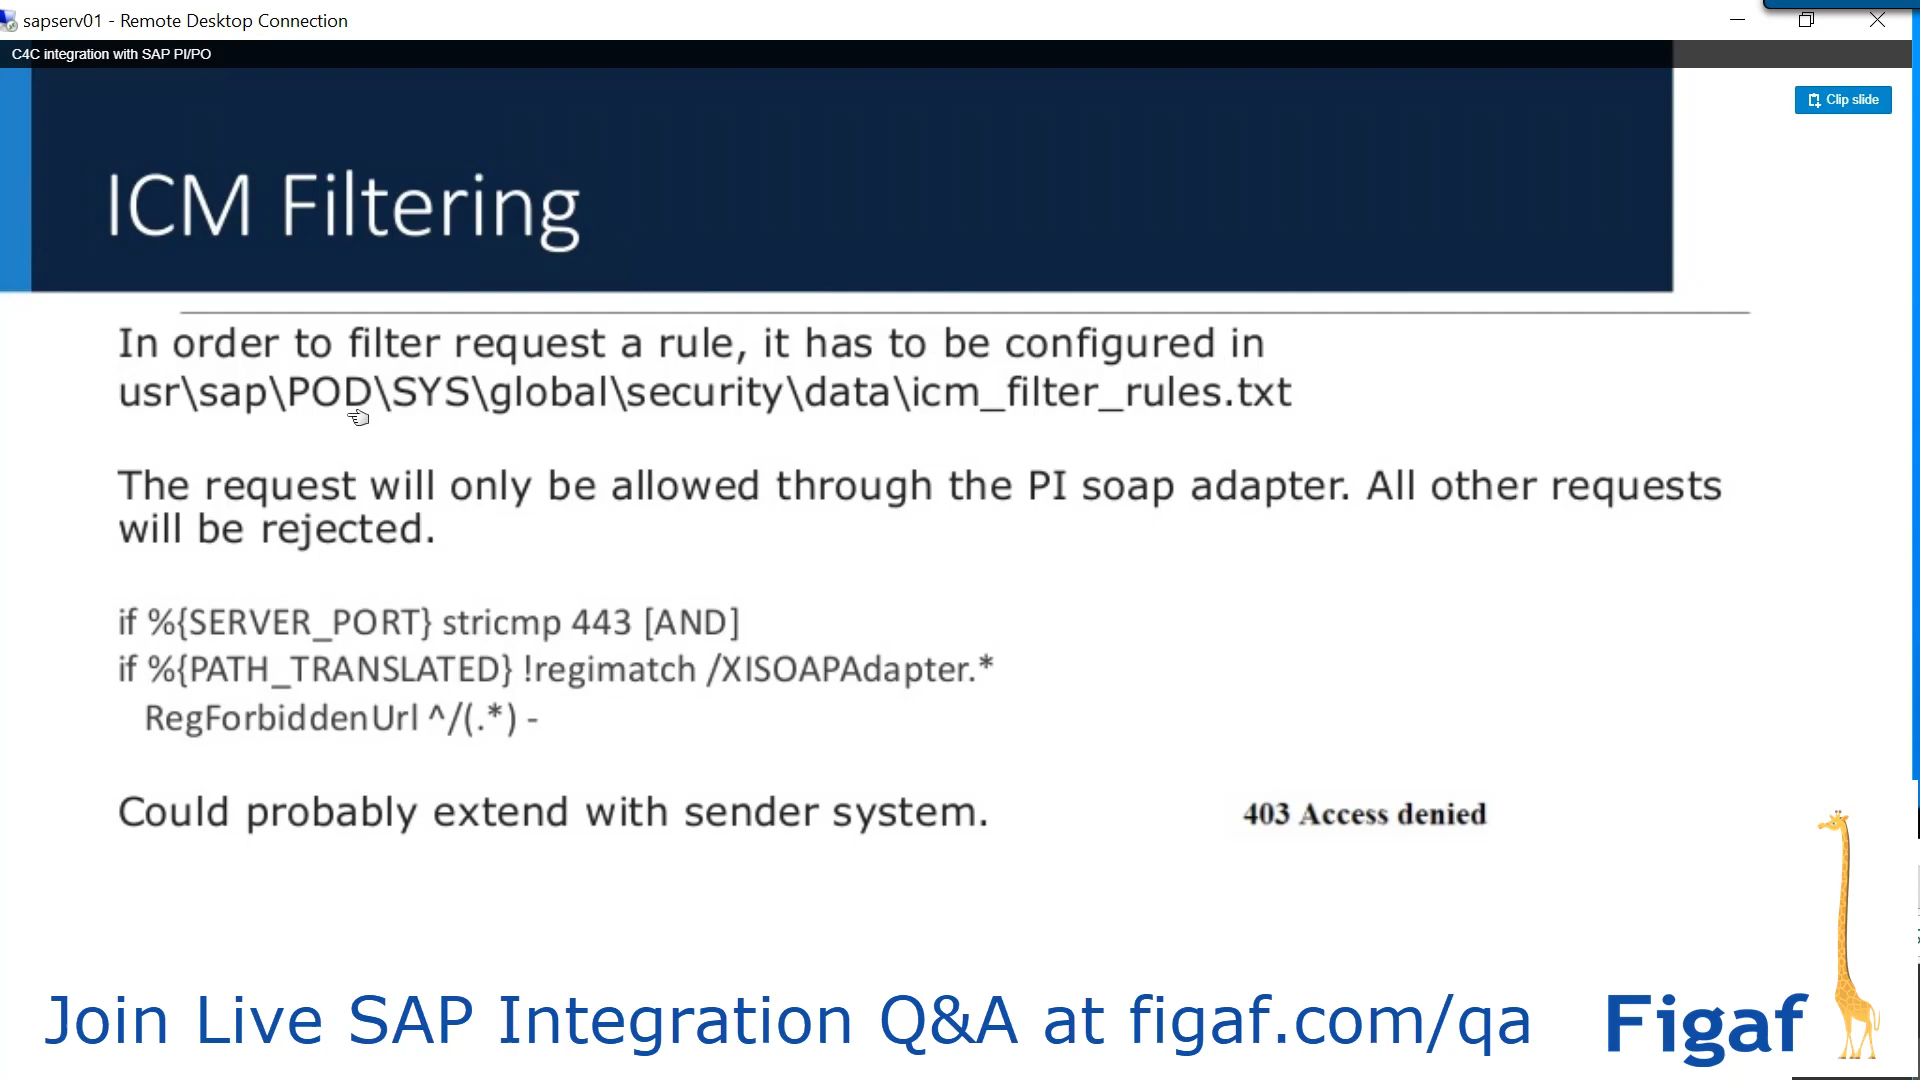 sapserv01 - Remote Desktop Connection
C4C integration with SAP PI/PO
Clip slide
ICM Filtering
In order to filter request a rule, it has to be configured in
usr\sap\POD\SYS\global\security\data\icm_filter_rules.txt
The request will only be allowed through the PI soap adapter. All other requests
will be rejected.
if %{SERVER_PORT} stricmp 443 [AND]
if %{PATH_TRANSLATED} !regimatch /XISOAPAdapter.*
RegForbiddenUrl ^/(.*) -
Could probably extend with sender system.
403 Access denied
Join Live SAP Integration Q&A at figaf.com/qa
Figaf